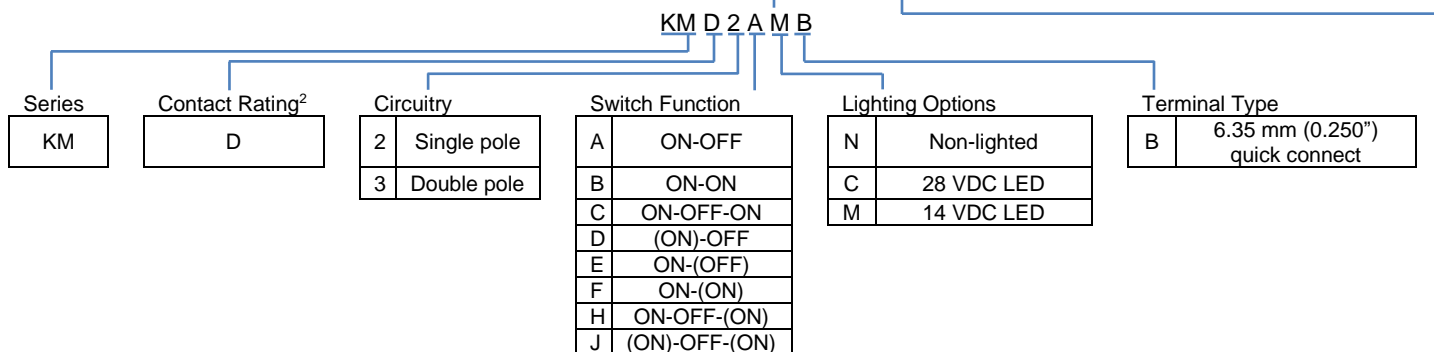 KM D 2 A M B
Series
KM
Contact Rating2
D
Circuitry
2 Single pole
3 Double pole
Switch Function
A ON-OFF
B ON-ON
C ON-OFF-ON
D (ON)-OFF
E ON-(OFF)
F ON-(ON)
H ON-OFF-(ON)
J (ON)-OFF-(ON)
Lighting Options
N Non-lighted
C 28 VDC LED
M 14 VDC LED
Terminal Type
B 6.35 mm (0.250”)
quick connect